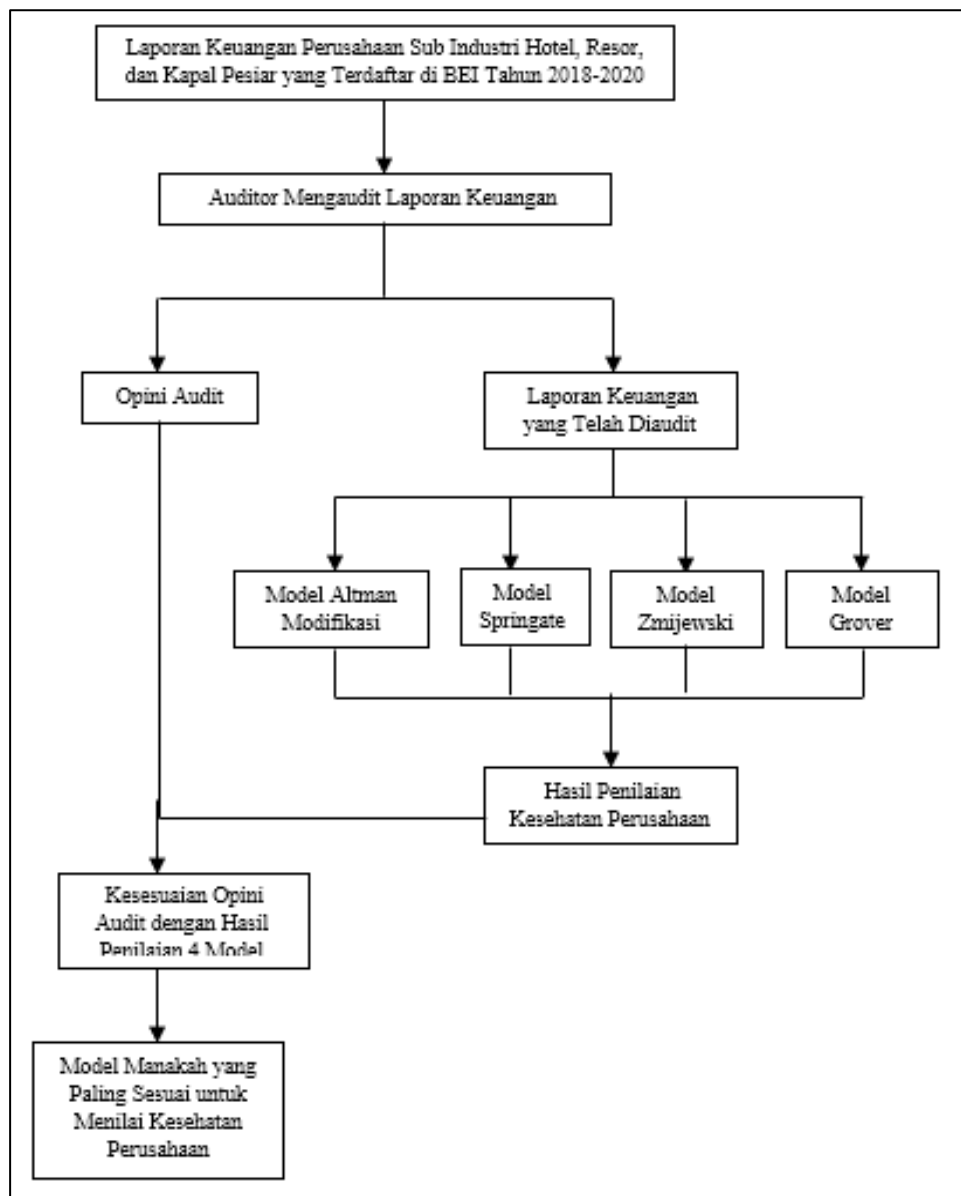 Laporan Keuangan Perusahaan Sub Industri Hotel, Resor,
dan Kapal Pesiar yang Terdaftar di BEI Tahun 2018-2020
Auditor Mengaudit Laporan Keuangan
Opini Audit
Laporan Keuangan
yang Telah Diaudit
Model Altman
Modifikasi
Model
Springate
Model
Zmijewski
Model
Grover
Hasil Penilaian
Kesehatan Perusahaan
Kesesuaian Opini
Audit dengan Hasil
Penilaian 4 Model
Model Manakah yang
Paling Sesuai untuk
Menilai Kesehatan
Perusahaan